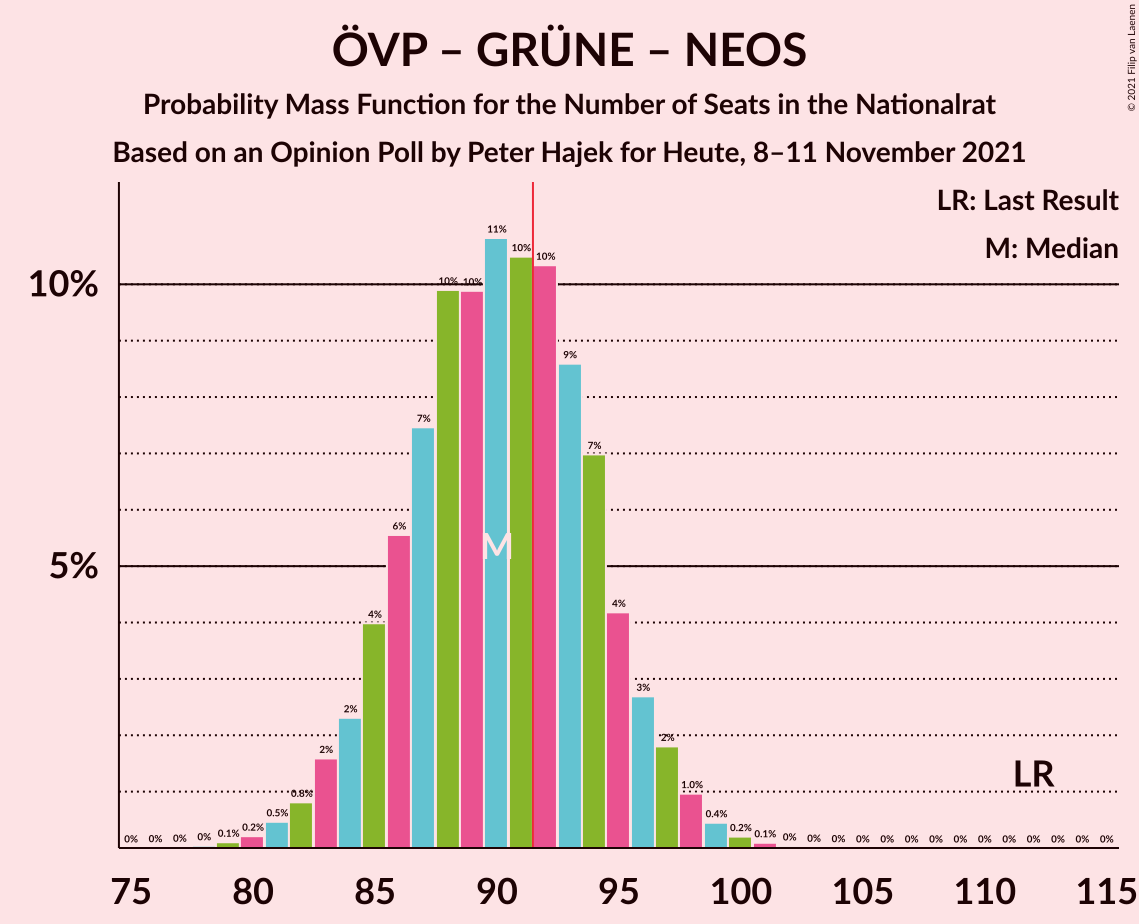 ÖVP – GRÜNE – NEOS
Probability Mass Function for the Number of Seats in the Nationalrat
Based on an Opinion Poll by Peter Hajek for Heute, 8–11 November 2021
© 2021 Filip van Laenen
LR: Last Result
M: Median
10%
5%
0% 0% 0% 0% 0.1% 0.2% 0.5% 0.8% 2% 2% 4% 6% 7% 10% 10% 11% 10% 10% 9% 7% 4% 3% 2% 1.0% 0.4% 0.2% 0.1% 0% 0% 0% 0% 0% 0% 0% 0% 0% 0% 0% 0% 0% 0%
M
LR
75 80 85 90 95 100 105 110 115